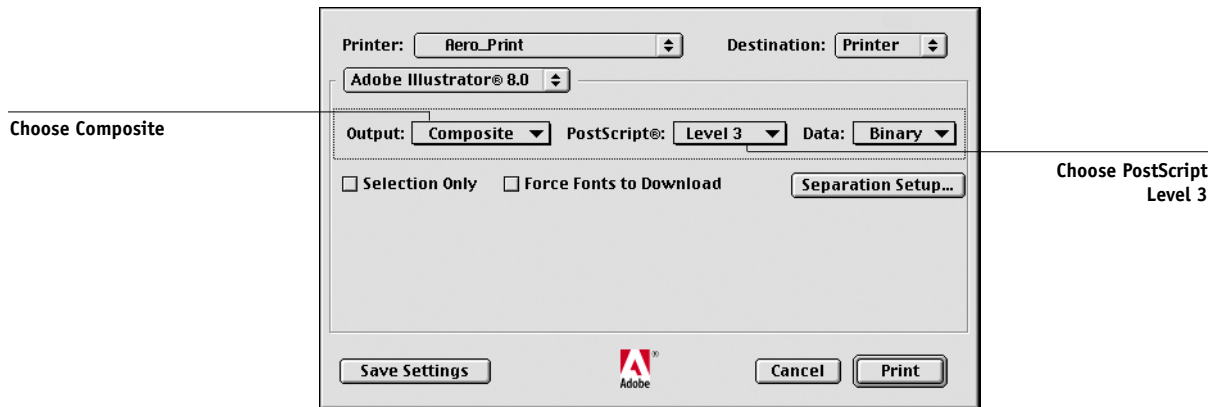 Printer: Aero_Print Destination: Printer
Adobe Illustrator® 8.0
Choose Composite
Output: Composite PostScript®: Level 3 Data: Binary
Choose PostScript
Level 3
Selection Only Force Fonts to Download Separation Setup...
Save Settings Adobe® Cancel Print